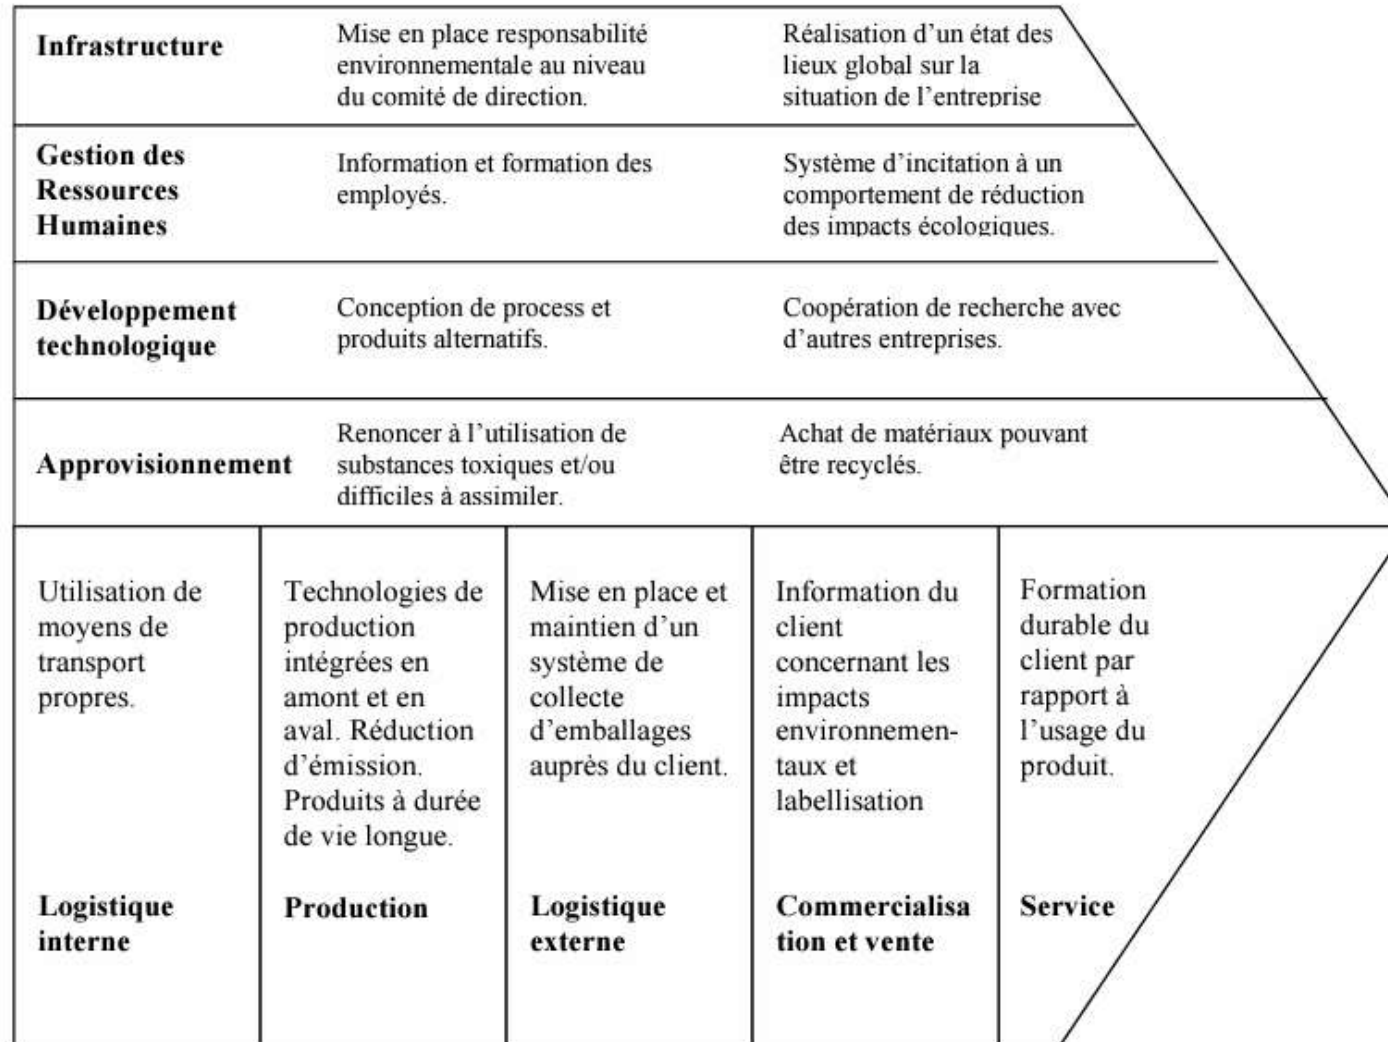 Infrastructure
Mise en place responsabilité
environnementale au niveau
du comité de direction.
Réalisation d’un état des
lieux global sur la
situation de l’entreprise
Gestion des
Ressources
Humaines
Information et formation des
employés.
Système d’incitation à un
comportement de réduction
des impacts écologiques.
Développement
technologique
Conception de process et
produits alternatifs.
Coopération de recherche avec
d’autres entreprises.
Approvisionnement
Renoncer à l’utilisation de
substances toxiques et/ou
difficiles à assimiler.
Achat de matériaux pouvant
être recyclés.
Utilisation de
moyens de
transport
propres.
Logistique
interne
Technologies de
production
intégrées en
amont et en
aval. Réduction
d’émission.
Produits à durée
de vie longue.
Production
Mise en place et
maintien d’un
système de
collecte
d’emballages
auprès du client.
Logistique
externe
Information du
client
concernant les
impacts
environnemen-
taux et
labellisation
Commercialisa
tion et vente
Formation
durable du
client par
rapport à
l’usage du
produit.
Service